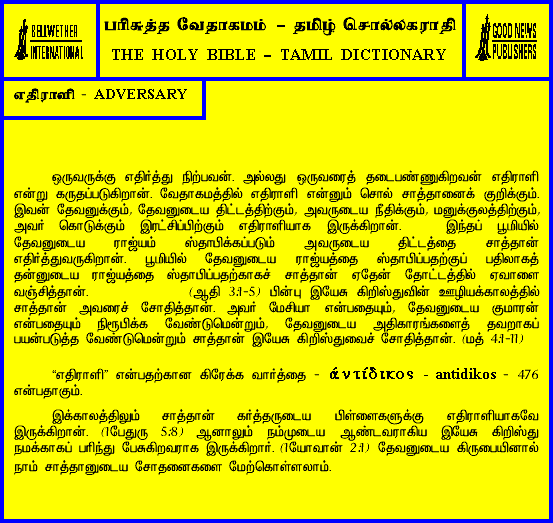 BELLWETHER
INTERNATIONAL
பரிசுத்த வேதாகமம் – தமிழ் சொல்லகராதி
THE HOLY BIBLE – TAMIL DICTIONARY
GOOD NEWS
PUBLISHERS
எதிராளி - ADVERSARY
ஒருவருக்கு எதிர்த்து நிற்பவன். அல்லது ஒருவரைத் தடைபண்ணுகிறவன் எதிராளி
என்று கருதப்படுகிறான். வேதாகமத்தில் எதிராளி என்னும் சொல் சாத்தானைக் குறிக்கும்.
இவன் தேவனுக்கும், தேவனுடைய திட்டத்திற்கும், அவருடைய நீதிக்கும், மனுக்குலத்திற்கும்,
அவர் கொடுக்கும் இரட்சிப்பிற்கும் எதிராளியாக இருக்கிறான். இந்தப் பூமியில்
தேவனுடைய ராஜ்யம் ஸ்தாபிக்கப்படும் அவருடைய திட்டத்தை சாத்தான்
எதிர்த்துவருகிறான். பூமியில் தேவனுடைய ராஜ்யத்தை ஸ்தாபிப்பதற்குப் பதிலாகத்
தன்னுடைய ராஜ்யத்தை ஸ்தாபிப்பதற்காகச் சாத்தான் ஏதேன் தோட்டத்தில் ஏவாளை
வஞ்சித்தான். (ஆதி 3:1-5) பின்பு இயேசு கிறிஸ்துவின் ஊழியக்காலத்தில்
சாத்தான் அவரைச் சோதித்தான். அவர் மேசியா என்பதையும், தேவனுடைய குமாரன்
என்பதையும் நிரூபிக்க வேண்டுமென்றும், தேவனுடைய அதிகாரங்களைத் தவறாகப்
பயன்படுத்த வேண்டுமென்றும் சாத்தான் இயேசு கிறிஸ்துவைச் சோதித்தான். (மத் 4:1-11)
“எதிராளி” என்பதற்கான கிரேக்க வார்த்தை - άντίδικος - antidikos - 476
என்பதாகும்.
இக்காலத்திலும் சாத்தான் கர்த்தருடைய பிள்ளைகளுக்கு எதிராளியாகவே
இருக்கிறான். (1பேதுரு 5:8) ஆனாலும் நம்முடைய ஆண்டவராகிய இயேசு கிறிஸ்து
நமக்காகப் பரிந்து பேசுகிறவராக இருக்கிறார். (1யோவான் 2:1) தேவனுடைய கிருபையினால்
நாம் சாத்தானுடைய சோதனைகளை மேற்கொள்ளலாம்.